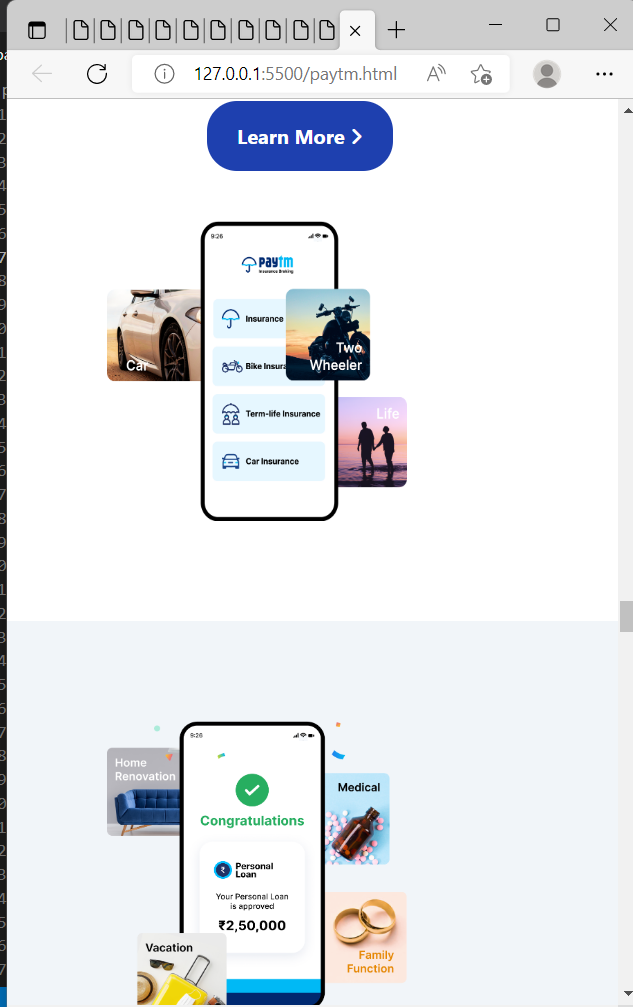 127.0.0.1:5500/paytm.html
Learn More
9:26
paytm
Insurance Broking
Insurance
Car
Two
Wheeler
Bike Insura
Life
Term-life Insurance
Car Insurance
9:26
Home
Renovation
Medical
Congratulations
Personal
Loan
Your Personal Loan
is approved
₹2,50,000
Family
Function
Vacation